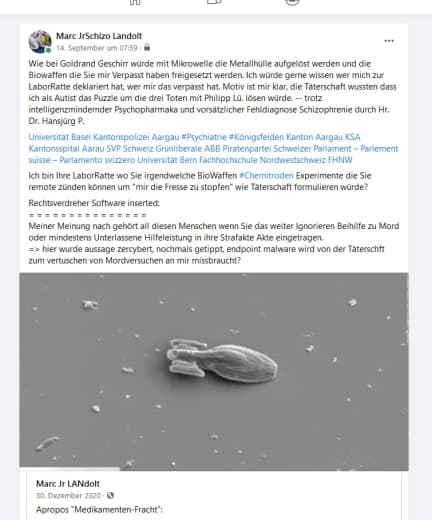 Marc JrSchizo Landolt
14. September um 07:59 ·
Wie bei Goldrand Geschirr würde mit Mikrowelle die Metallhülle aufgelöst werden und die
Biowaffen die Sie mir Verpasst haben freigesetzt werden. Ich würde gerne wissen wer mich zur
LaborRatte deklariert hat, wer mir das verpasst hat. Motiv ist mir klar, die Täterschaft wussten dass
ich als Autist das Puzzle um die drei Toten mit Philipp Lü. lösen würde. -- trotz
intelligenzmindernder Psychopharmaka und vorsätzlicher Fehldiagnose Schizophrenie durch Hr.
Dr. Hansjürg P.
Universität Basel Kantonspolizei Aargau #Psychiatrie #Königsfelden Kanton Aargau KSA
Kantonsspital Aarau SVP Schweiz Grünliberale ABB Piratenpartei Schweizer Parlament – Parlement
suisse – Parlamento svizzero Universität Bern Fachhochschule Nordwestschweiz FHNW
Ich bin Ihre LaborRatte wo Sie irgendwelche BioWaffen #Chemitroden Experimente die Sie
remote zünden können um "mir die Fresse zu stopfen" wie Täterschaft formulieren würde?
Rechtsverdreher Software inserted:
= = = = = = = = = = = = = = =
Meiner Meinung nach gehört all diesen Menschen wenn Sie das weiter Ignorieren Beihilfe zu Mord
oder mindestens Unterlassene Hilfeleistung in ihre Strafakte Akte eingetragen.
=> hier wurde aussage zercybert, nochmals getippt, endpoint malware wird von der Täterschft
zum vertuschen von Mordversuchen an mir missbraucht?
Marc Jr LANdolt
30. Dezember 2020 ·
Apropos "Medikamenten-Fracht":